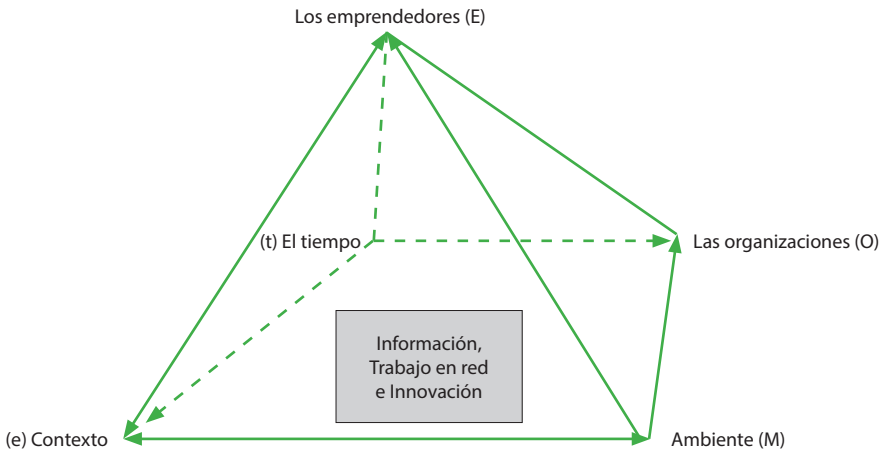 Los emprendedores (E)
(t) El tiempo
Las organizaciones (O)
Información,
Trabajo en red
e Innovación
(e) Contexto
Ambiente (M)